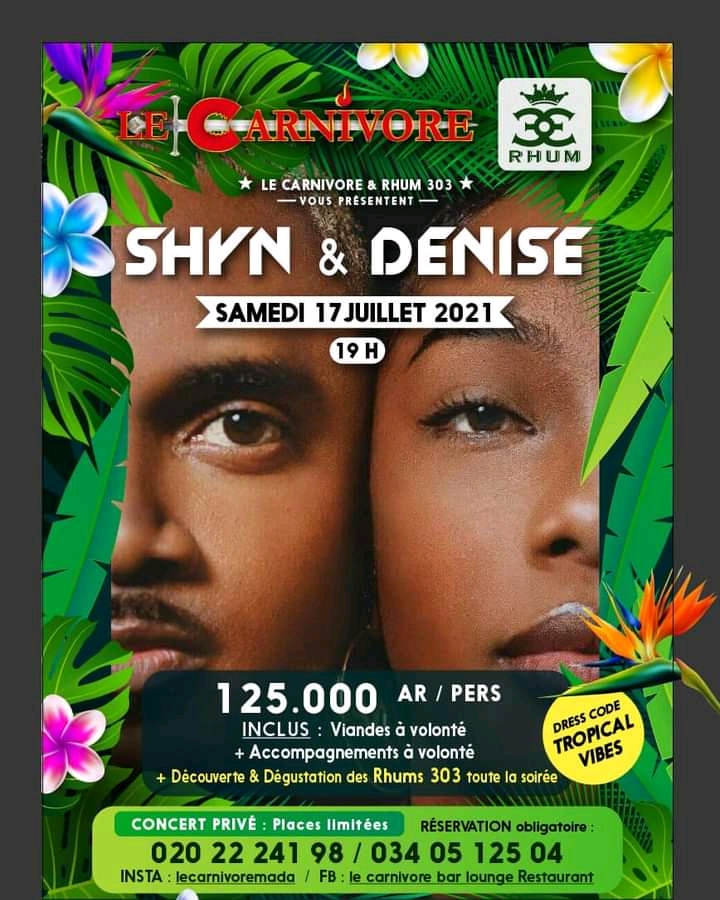 LE CARNIVORE
RHUM
★ LE CARNIVORE & RHUM 303 ★
— VOUS PRÉSENTENT —
SHYN & DENISE
SAMEDI 17JUILLET 2021
19 H
125.000 AR / PERS
INCLUS : Viandes à volonté
+ Accompagnements à volonté
+ Découverte & Dégustation des Rhums 303 toute la soirée
DRESS CODE
TROPICAL
VIBES
CONCERT PRIVÉ : Places limitées RÉSERVATION obligatoire :
020 22 241 98 / 034 05 125 04
INSTA : lecarnivoremada / FB : le carnivore bar lounge Restaurant